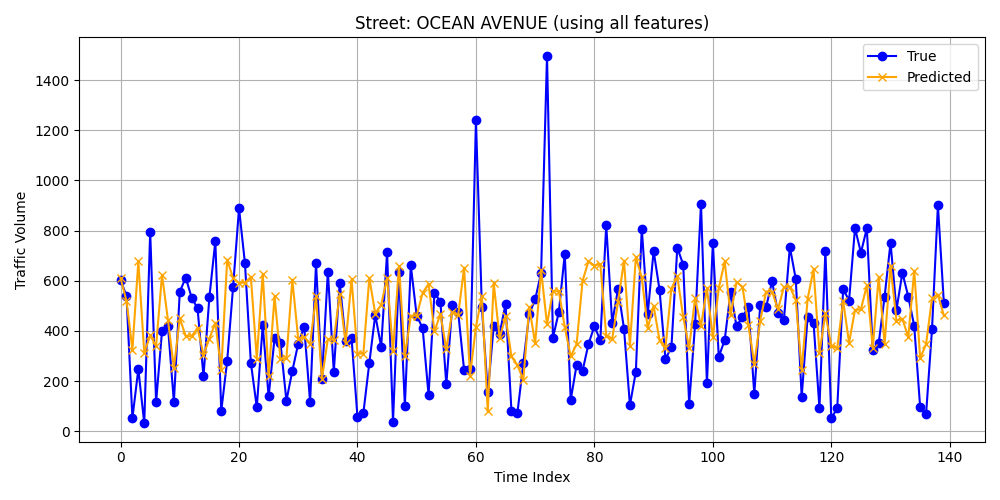 Street: OCEAN AVENUE (using all features)
True
Predicted
Traffic Volume
1400
1200
1000
800
600
400
200
0
0 20 40 60 80 100 120 140
Time Index